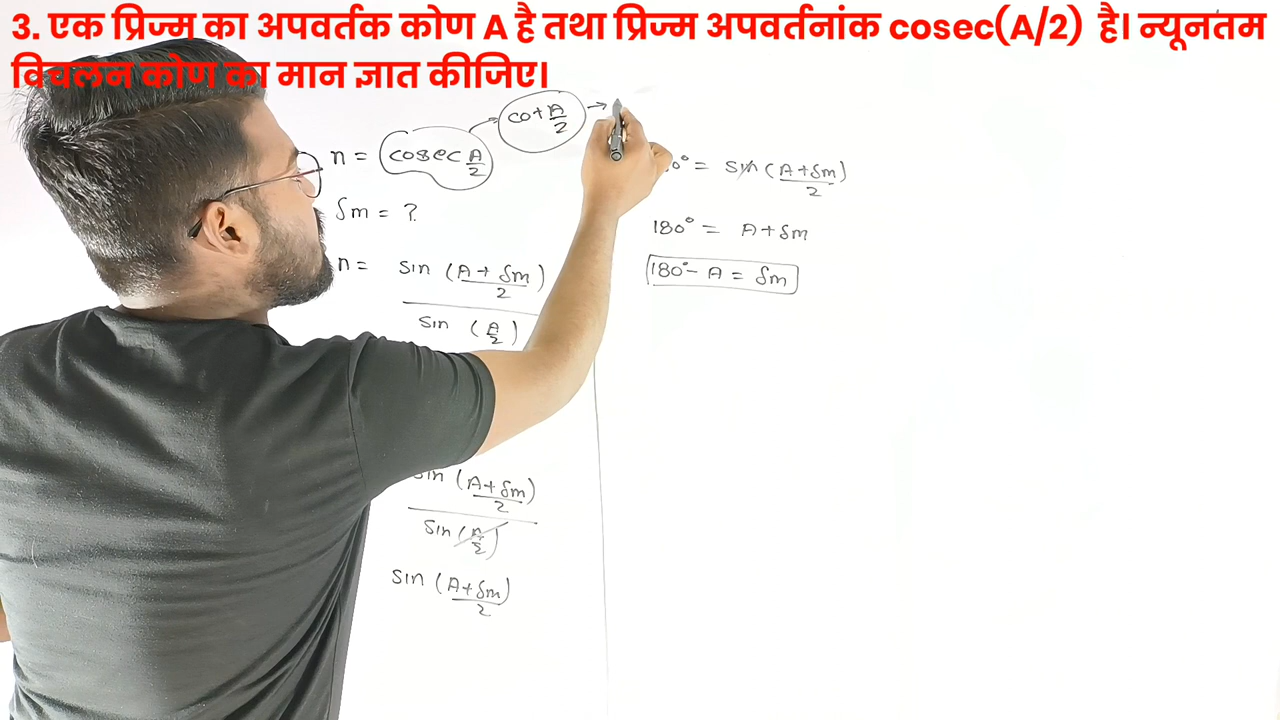 3. एक प्रिज्म का अपवर्तक कोण A है तथा प्रिज्म अपवर्तनांक cosec(A/2) है। न्यूनतम
विचलन कोण का मान ज्ञात कीजिए।
n = cosec A/2 → cot A/2 →
δm = ?
n = sin (A + δm)/2
sin (A/2)
sin (A+δm)/2
sin (A/2)
sin (A+δm)/2
0° = sin (A+δm)/2
180° = A+δm
180° - A = δm